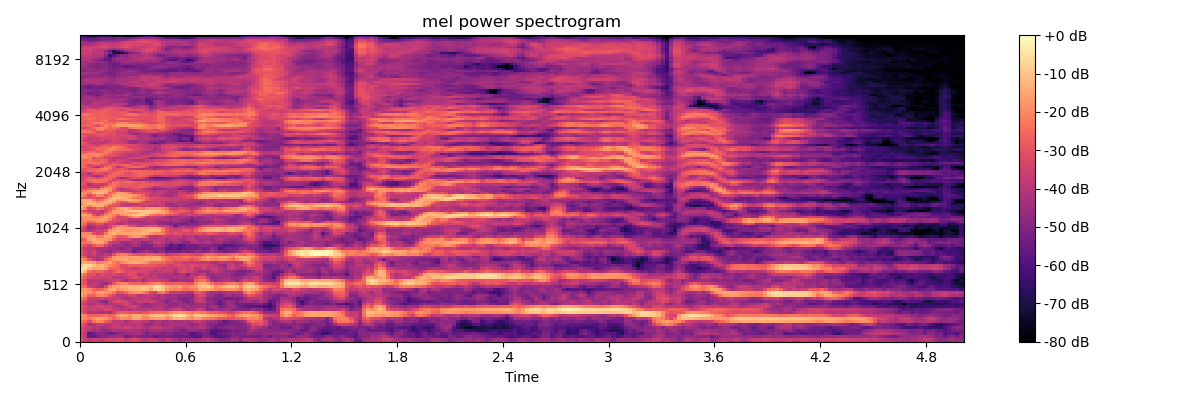 mel power spectrogram
Hz
8192
4096
2048
1024
512
0
0 0.6 1.2 1.8 2.4 3 3.6 4.2 4.8
Time
+0 dB
-10 dB
-20 dB
-30 dB
-40 dB
-50 dB
-60 dB
-70 dB
-80 dB